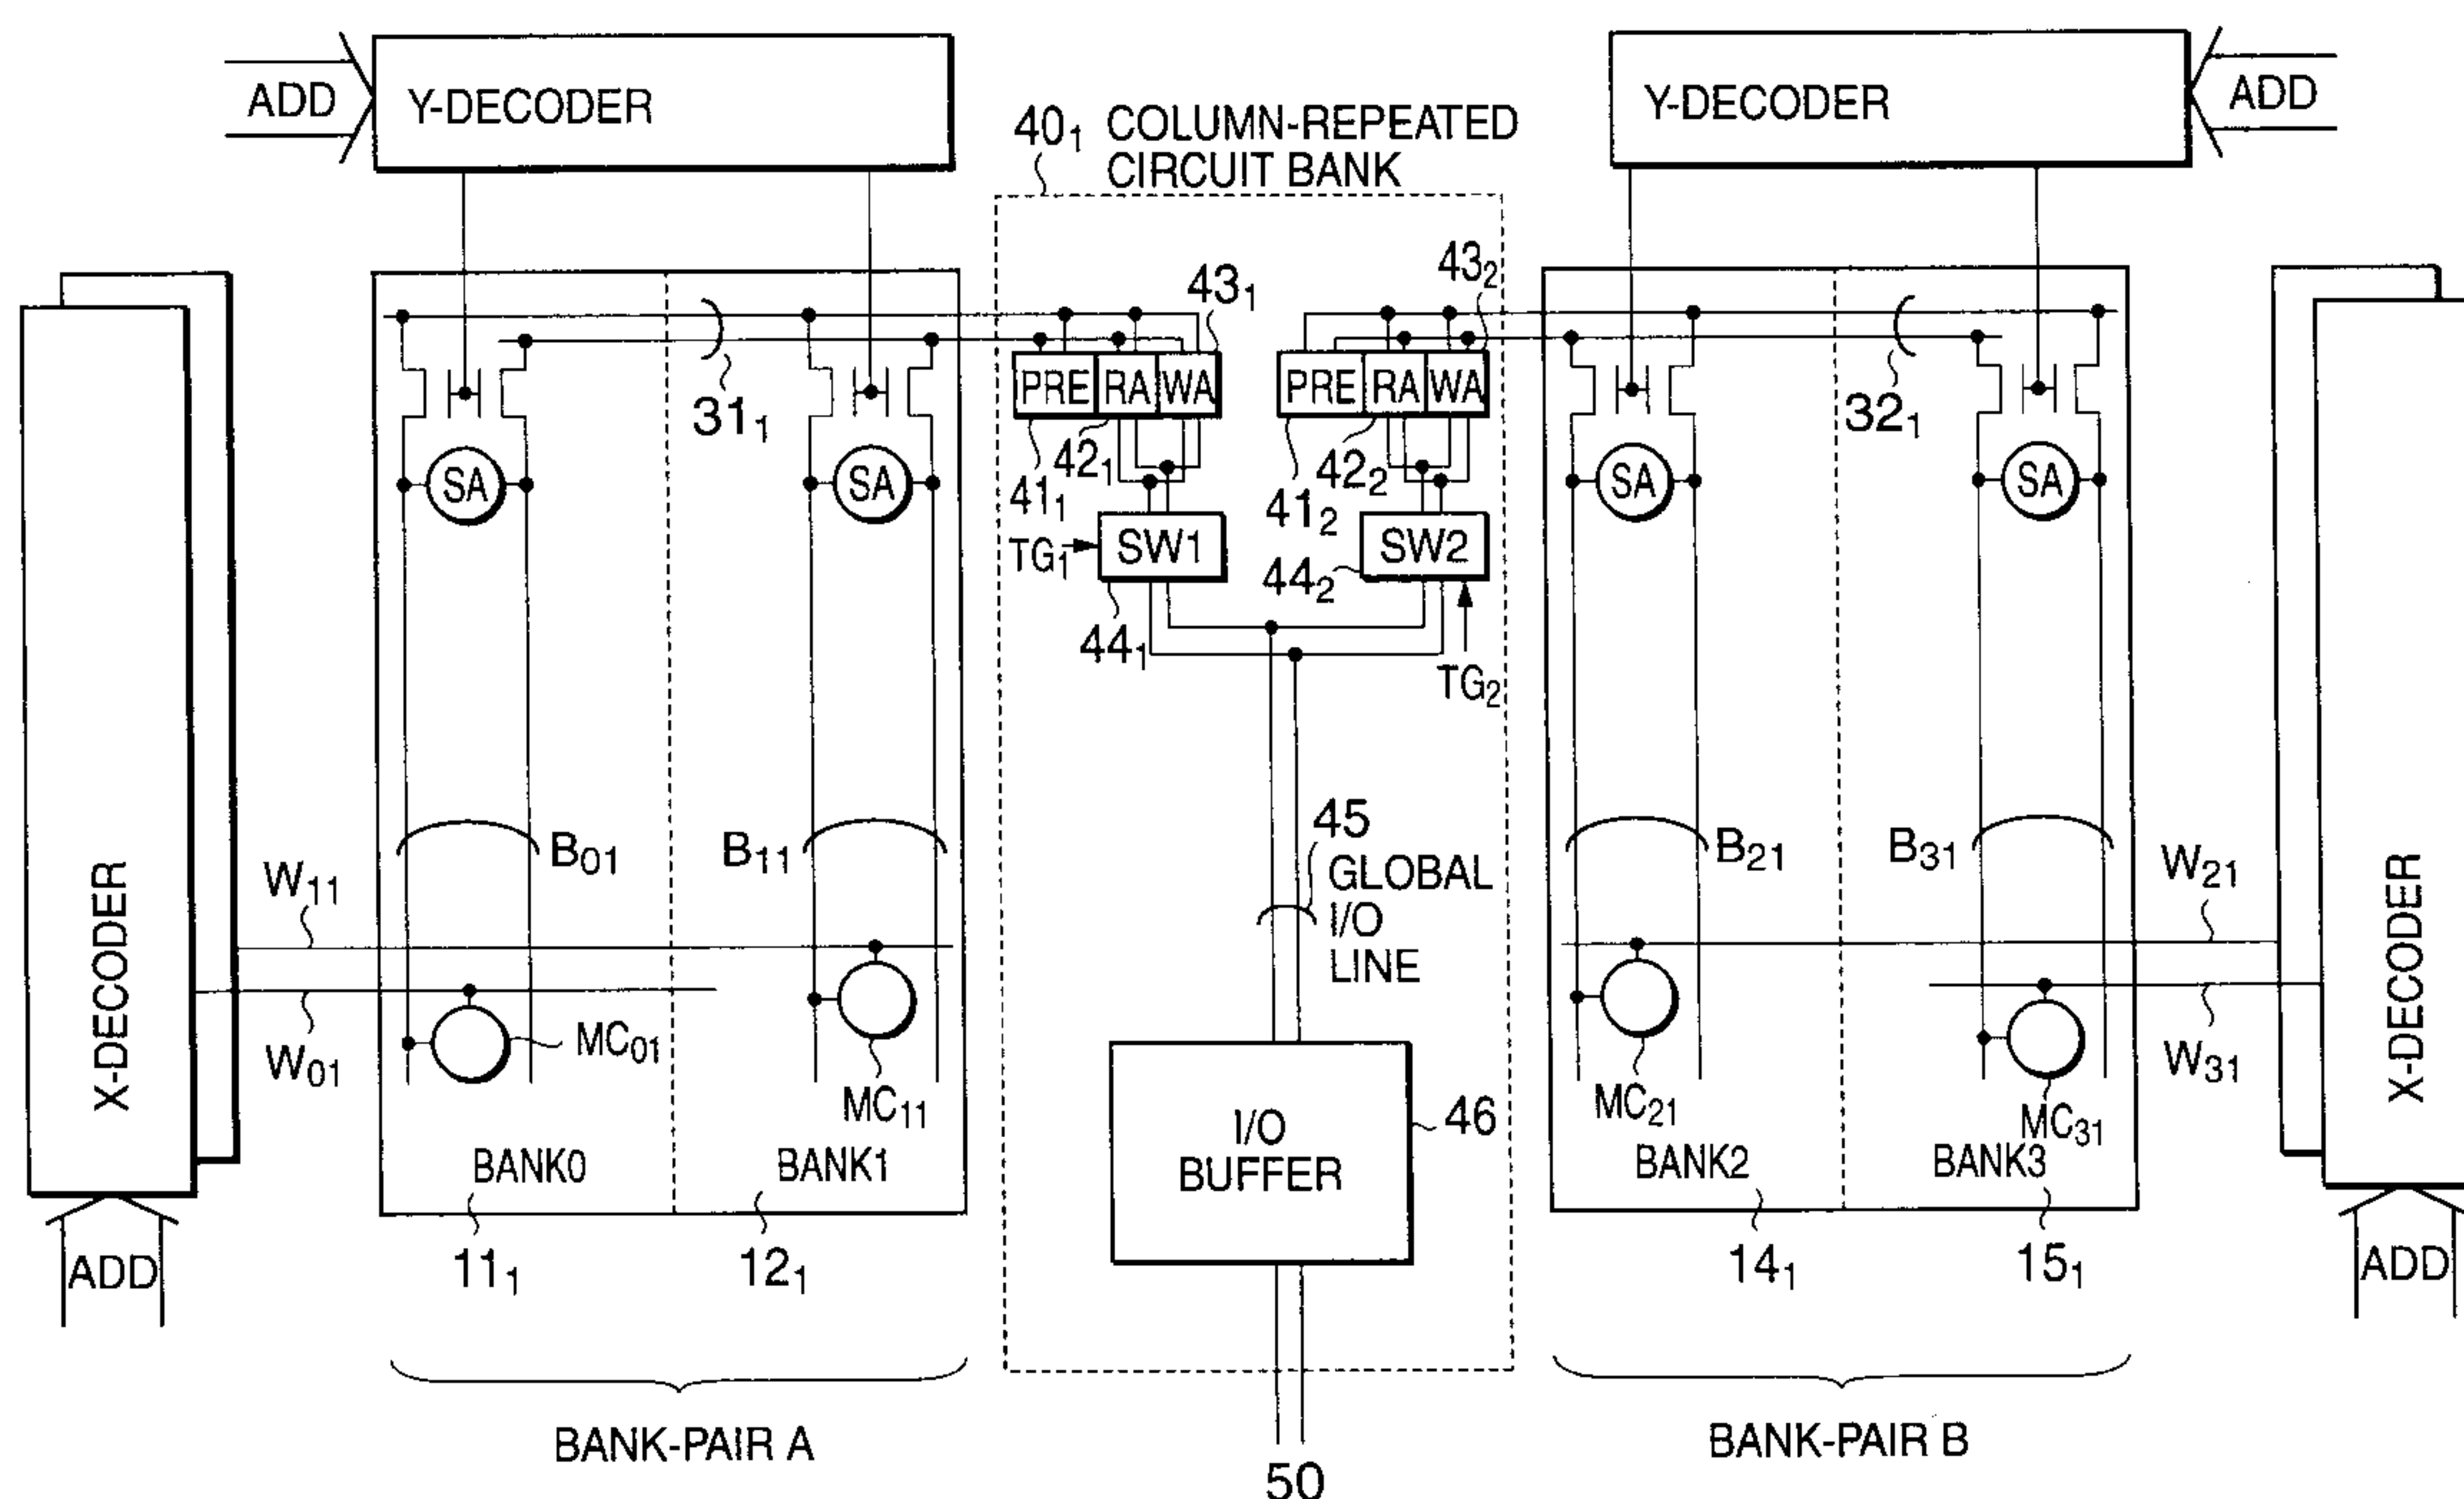 ADD
Y-DECODER
40₁ COLUMN-REPEATED
CIRCUIT BANK
Y-DECODER
ADD
43₁
43₂
31₁
PRE RA WA
PRE RA WA
32₁
SA
SA
41₁
42₁
41₂
42₂
SA
SA
TG₁
SW1
SW2
44₁
44₂
TG₂
45
GLOBAL
I/O
LINE
B₀₁
B₁₁
B₂₁
B₃₁
X-DECODER
W₁₁
W₀₁
MC₀₁
MC₁₁
MC₂₁
MC₃₁
W₂₁
W₃₁
X-DECODER
I/O
BUFFER
46
BANK0
BANK1
BANK2
BANK3
ADD
11₁
12₁
14₁
15₁
ADD
BANK-PAIR A
50
BANK-PAIR B